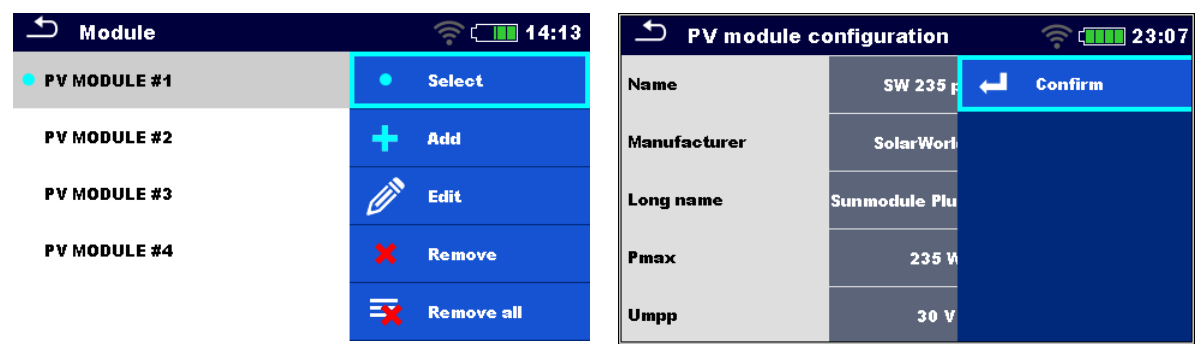 Module 14:13
PV MODULE #1 Select
PV MODULE #2 Add
PV MODULE #3 Edit
PV MODULE #4 Remove
Remove all
PV module configuration 23:07
Name SW 235 p Confirm
Manufacturer SolarWorl
Long name Sunmodule Plu
Pmax 235 W
Umpp 30 V